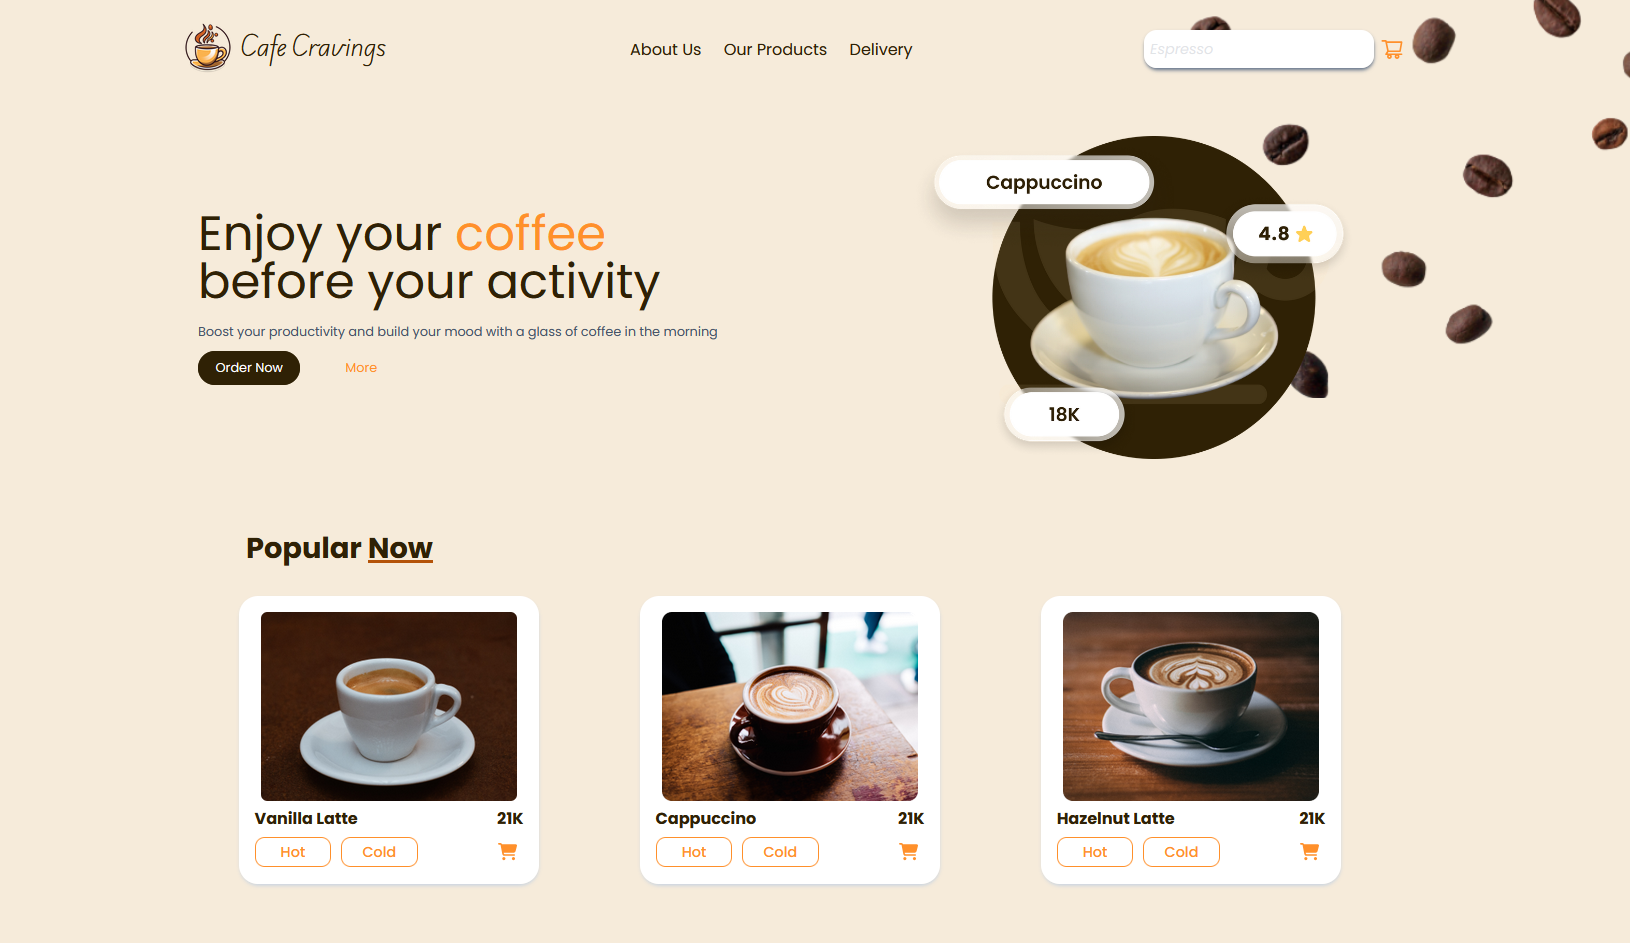 Cafe Cravings
About Us Our Products Delivery
Espresso
Cappuccino
4.8
18K
Enjoy your coffee
before your activity
Boost your productivity and build your mood with a glass of coffee in the morning
Order Now More
Popular Now
Vanilla Latte 21K
Hot Cold
Cappuccino 21K
Hot Cold
Hazelnut Latte 21K
Hot Cold